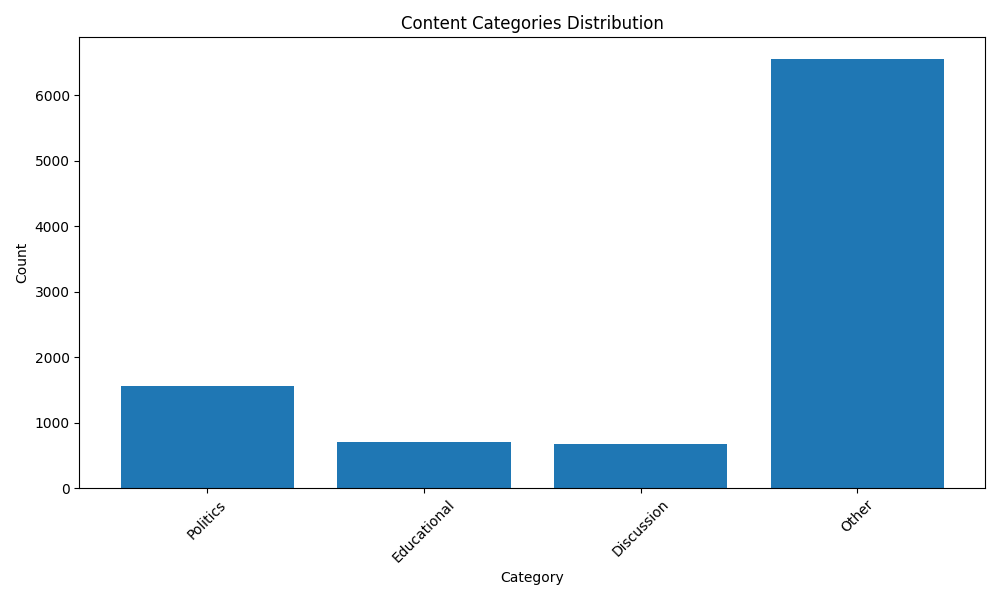 Content Categories Distribution
Count
6000
5000
4000
3000
2000
1000
0
Politics
Educational
Discussion
Other
Category